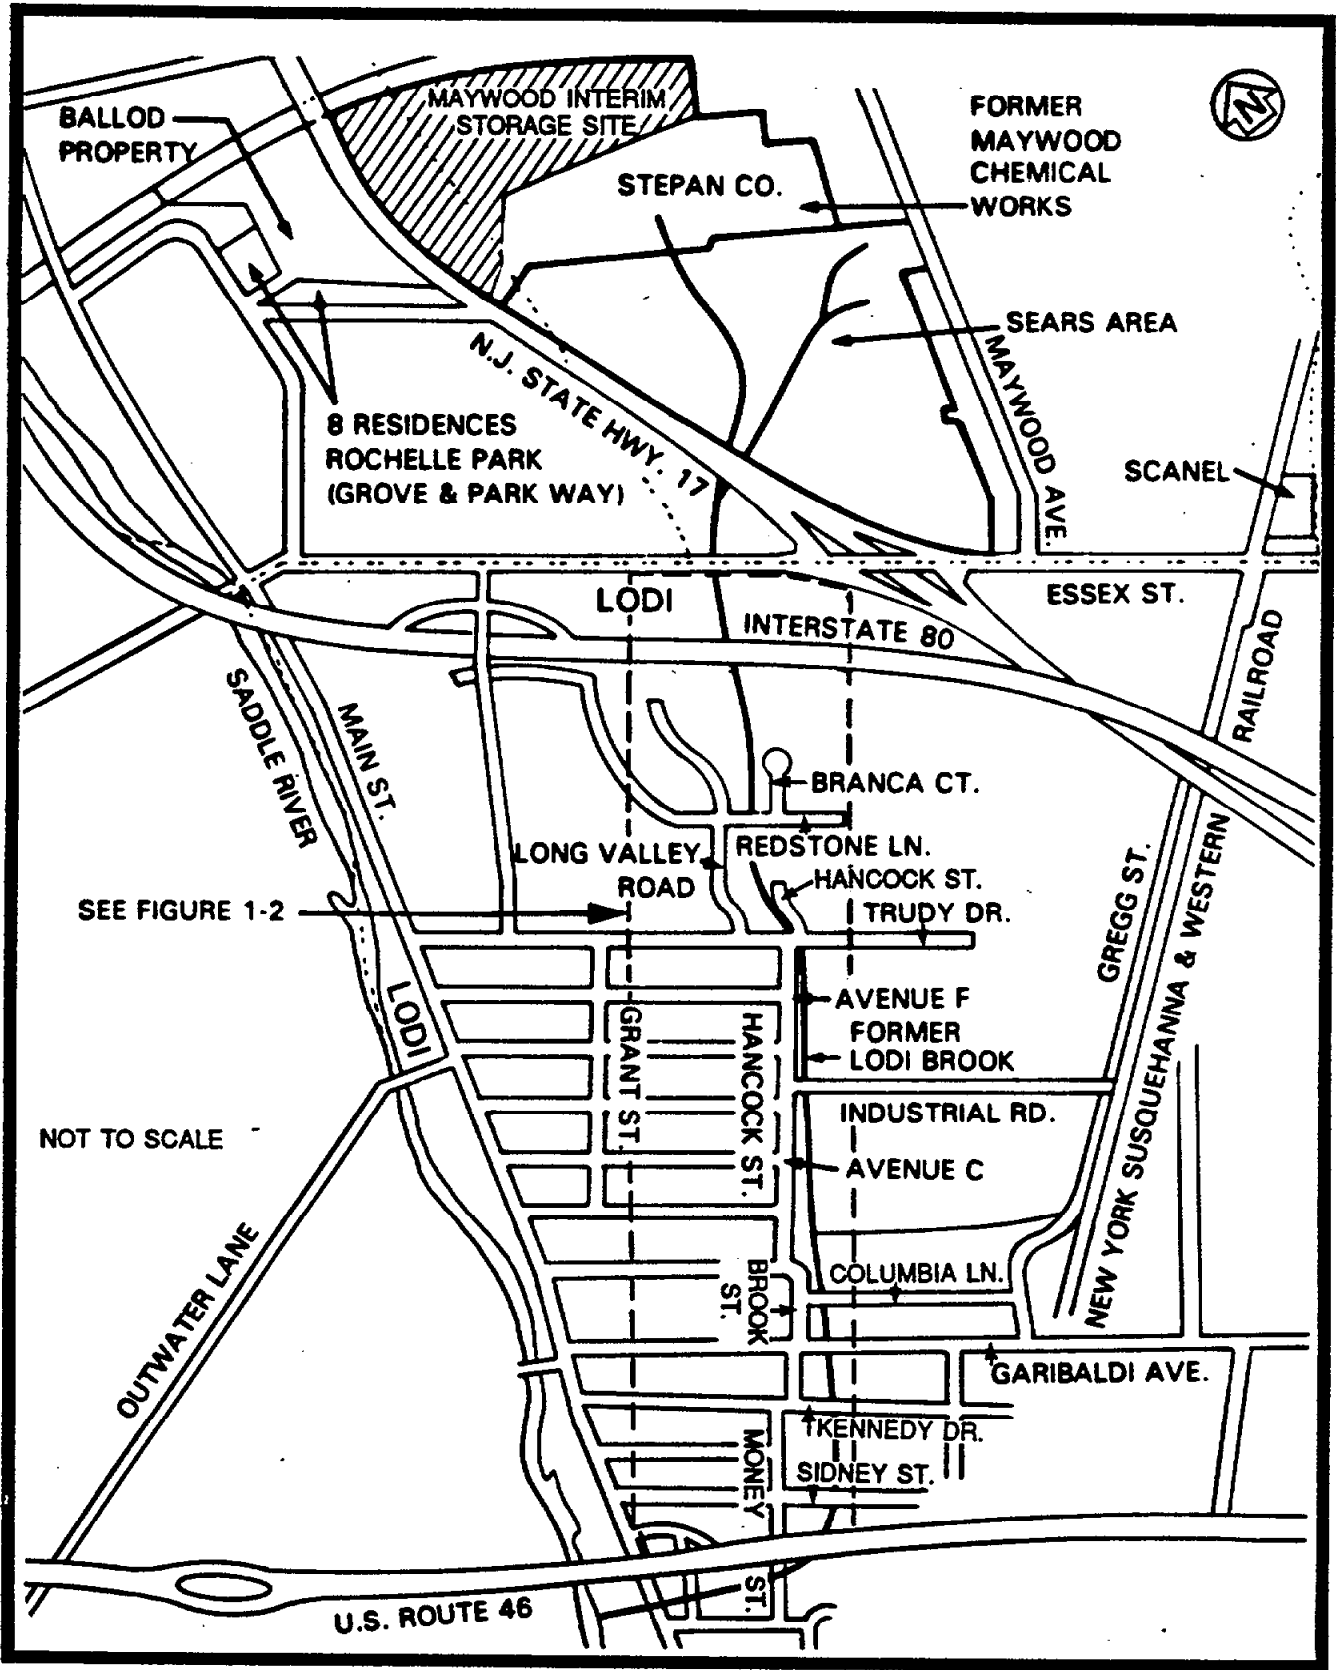 MAYWOOD INTERIM
STORAGE SITE
BALLOD
PROPERTY
N
FORMER
MAYWOOD
CHEMICAL
WORKS
STEPAN CO.
SEARS AREA
N.J. STATE HWY. 17
MAYWOOD AVE.
8 RESIDENCES
ROCHELLE PARK
(GROVE & PARK WAY)
SCANEL
LODI
ESSEX ST.
INTERSTATE 80
SADDLE RIVER
MAIN ST.
RAILROAD
BRANCA CT.
LONG VALLEY
ROAD
REDSTONE LN.
HANCOCK ST.
SEE FIGURE 1-2
TRUDY DR.
GREGG ST.
NEW YORK SUSQUEHANNA & WESTERN
LODI
GRANT ST.
HANCOCK ST.
AVENUE F
FORMER
LODI BROOK
INDUSTRIAL RD.
NOT TO SCALE
AVENUE C
OUTWATER LANE
BROOK
ST.
COLUMBIA LN.
GARIBALDI AVE.
KENNEDY DR.
MONEY ST.
SIDNEY ST.
U.S. ROUTE 46